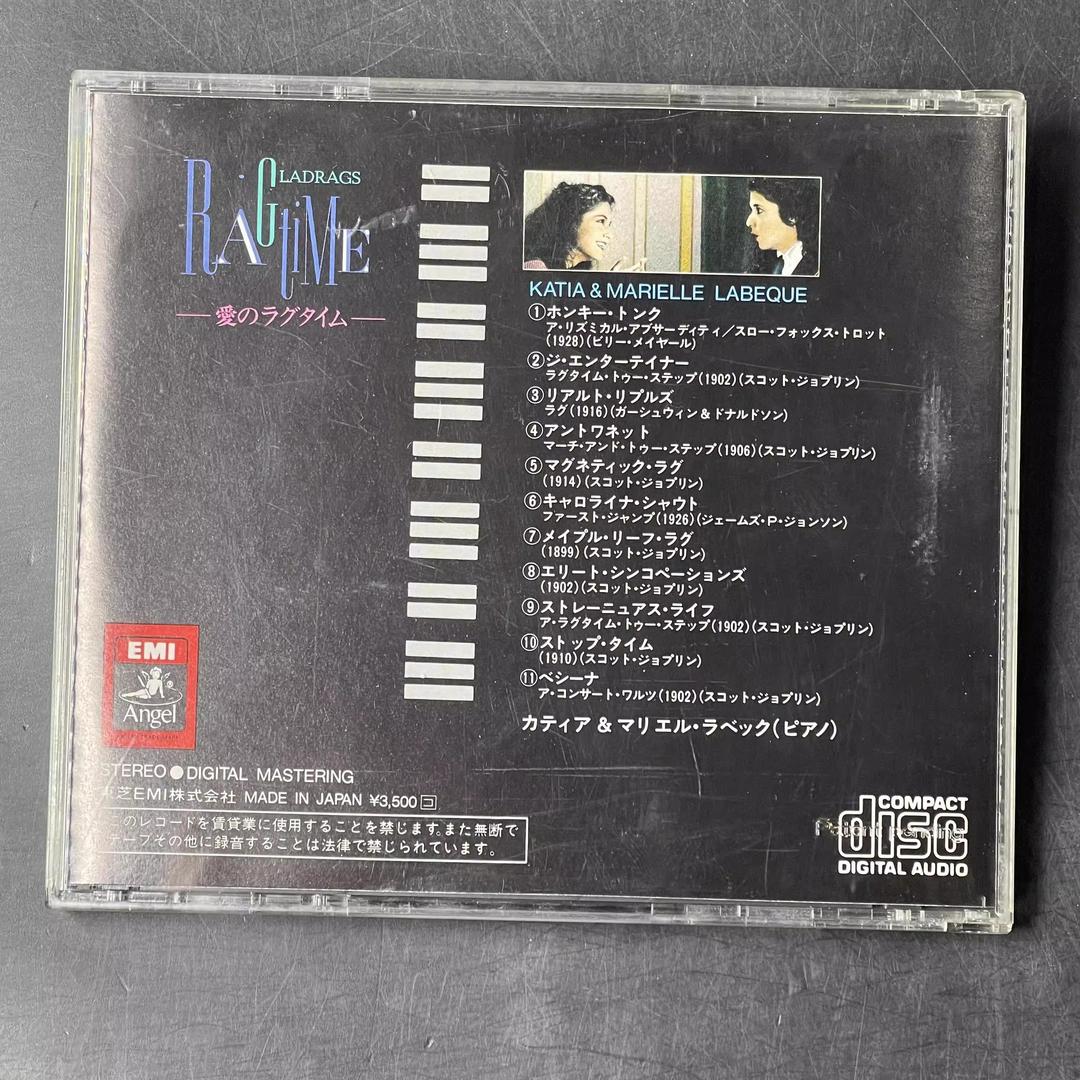 GLADRAGS
RAGtiME
—愛のラグタイム—
KATIA & MARIELLE LABEQUE
①ホンキー・トンク
ア・リズミカル・アブサーディティ/スロー・フォックス・トロット
(1928)(ビリー・メイヤール)
②ジ・エンターテイナー
ラグタイム・トゥー・ステップ(1902)(スコット・ジョプリン)
③リアルト・リプルズ
ラグ(1916)(ガーシュウィン&ドナルドソン)
④アントワネット
マーチ・アンド・トゥー・ステップ(1906)(スコット・ジョプリン)
⑤マグネティック・ラグ
(1914)(スコット・ジョプリン)
⑥キャロライナ・シャウト
ファースト・ジャンプ(1926)(ジェームズ・P・ジョンソン)
⑦メイプル・リーフ・ラグ
(1899)(スコット・ジョプリン)
⑧エリート・シンコペーションズ
(1902)(スコット・ジョプリン)
⑨ストレーニュアス・ライフ
ア・ラグタイム・トゥー・ステップ(1902)(スコット・ジョプリン)
⑩ストップ・タイム
(1910)(スコット・ジョプリン)
⑪ベシーナ
ア・コンサート・ワルツ(1902)(スコット・ジョプリン)
カティア&マリエル・ラベック(ピアノ)
EMI
Angel
STEREO●DIGITAL MASTERING
東芝EMI株式会社 MADE IN JAPAN ¥3,500 コ
このレコードを賃貸業に使用することを禁じます。また無断で
テープその他に録音することは法律で禁じられています。
COMPACT
disc
Patent pending
DIGITAL AUDIO